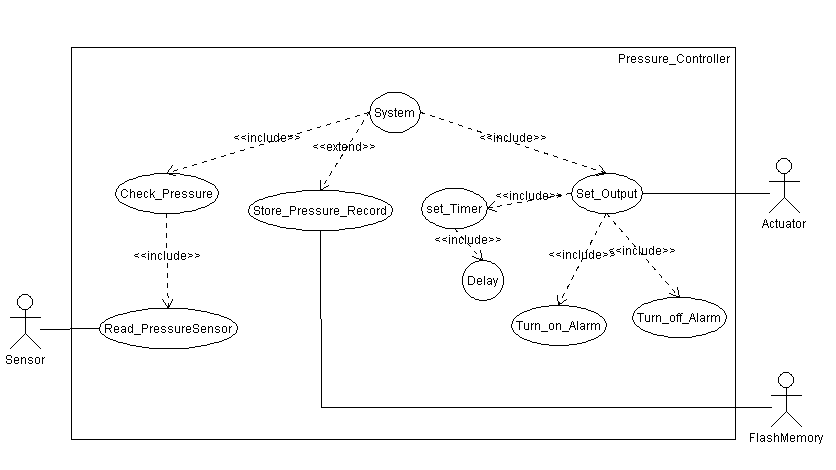 Pressure_Controller
System
<<include>>
<<extend>>
<<include>>
Check_Pressure
Store_Pressure_Record
set_Timer
<<include>>
Set_Output
Actuator
<<include>>
<<include>>
<<include>>
<<include>>
Delay
Sensor
Read_PressureSensor
Turn_on_Alarm
Turn_off_Alarm
FlashMemory